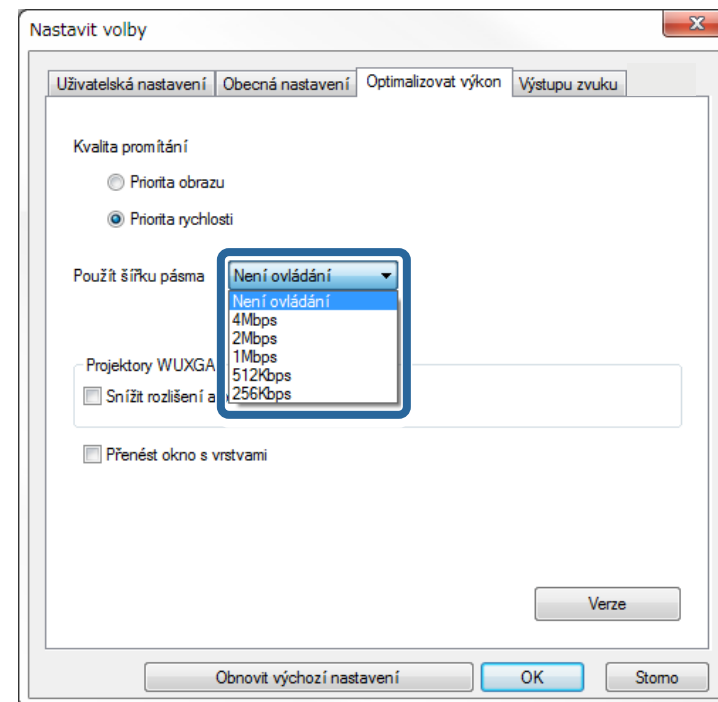 Nastavit volby
Uživatelská nastavení Obecná nastavení Optimalizovat výkon Výstupu zvuku
Kvalita promítání
Priorita obrazu
Priorita rychlosti
Použít šířku pásma Není ovládání
Není ovládání
4Mbps
2Mbps
1Mbps
512Kbps
256Kbps
Projektory WUXGA
Snížit rozlišení a
Přenést okno s vrstvami
Verze
Obnovit výchozí nastavení OK Storno